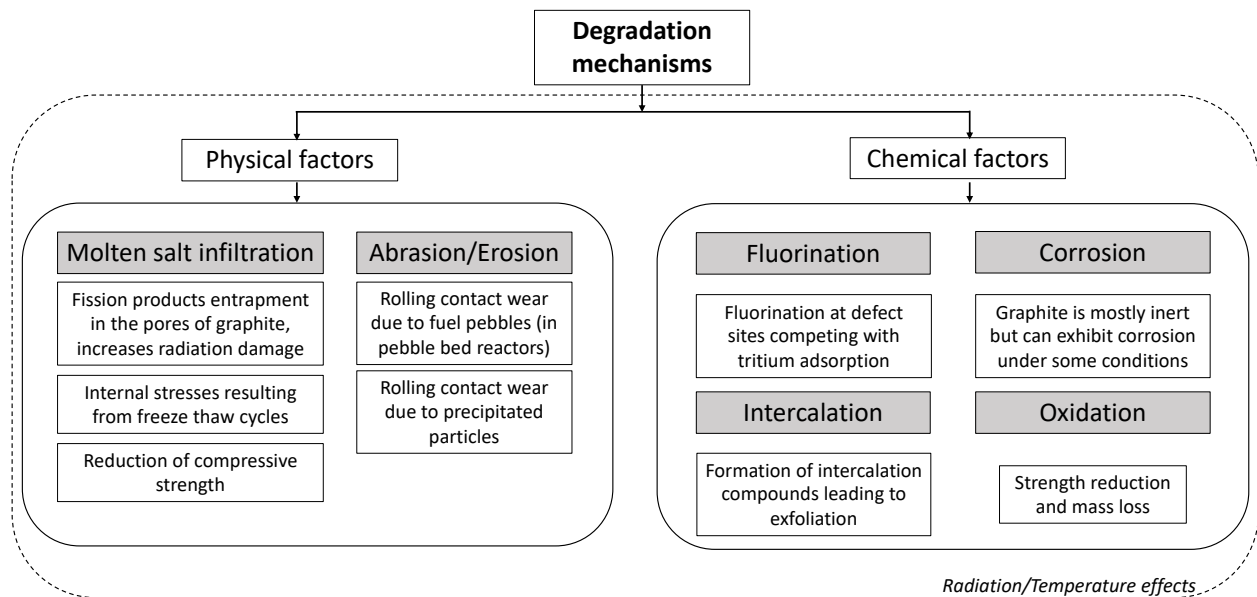 Degradation
mechanisms
Physical factors
Chemical factors
Molten salt infiltration
Fission products entrapment
in the pores of graphite,
increases radiation damage
Internal stresses resulting
from freeze thaw cycles
Reduction of compressive
strength
Abrasion/Erosion
Rolling contact wear
due to fuel pebbles (in
pebble bed reactors)
Rolling contact wear
due to precipitated
particles
Fluorination
Fluorination at defect
sites competing with
tritium adsorption
Corrosion
Graphite is mostly inert
but can exhibit corrosion
under some conditions
Intercalation
Formation of intercalation
compounds leading to
exfoliation
Oxidation
Strength reduction
and mass loss
Radiation/Temperature effects